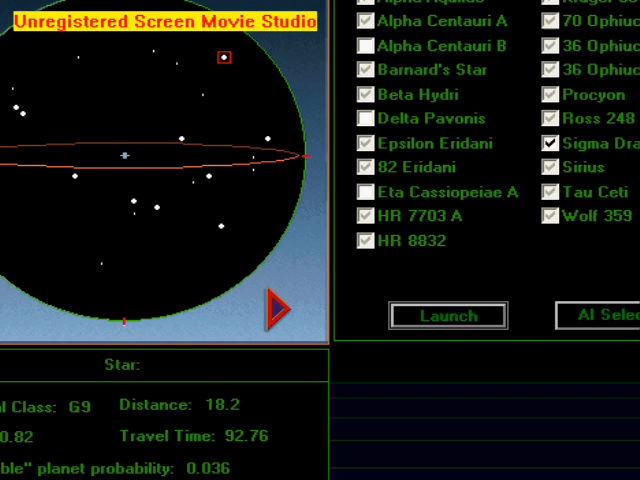 Unregistered Screen Movie Studio
Alpha Centauri A
Alpha Centauri B
Barnard's Star
Beta Hydri
Delta Pavonis
Epsilon Eridani
82 Eridani
Eta Cassiopeiae A
HR 7703 A
HR 8832
70 Ophiuc
36 Ophiuc
36 Ophiuc
Procyon
Ross 248
Sigma Dra
Sirius
Tau Ceti
Wolf 359
Launch
AI Selec
Star:
al Class: G9
Distance: 18.2
0.82
Travel Time: 92.76
ble" planet probability: 0.036